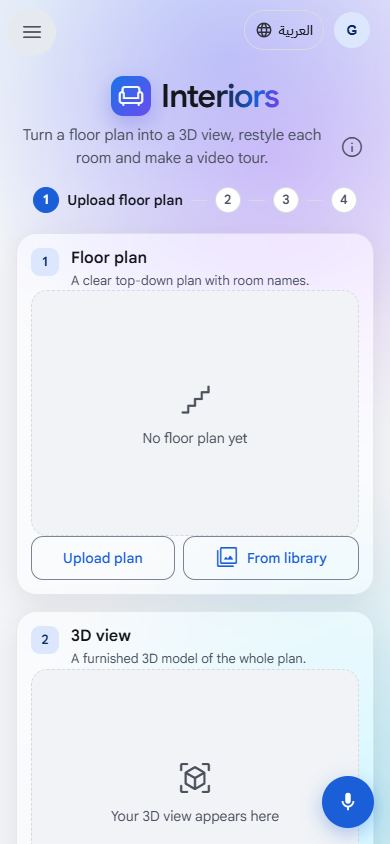 العربية
G
Interiors
Turn a floor plan into a 3D view, restyle each
room and make a video tour.
1 Upload floor plan 2 3 4
1 Floor plan
A clear top-down plan with room names.
No floor plan yet
Upload plan From library
2 3D view
A furnished 3D model of the whole plan.
Your 3D view appears here